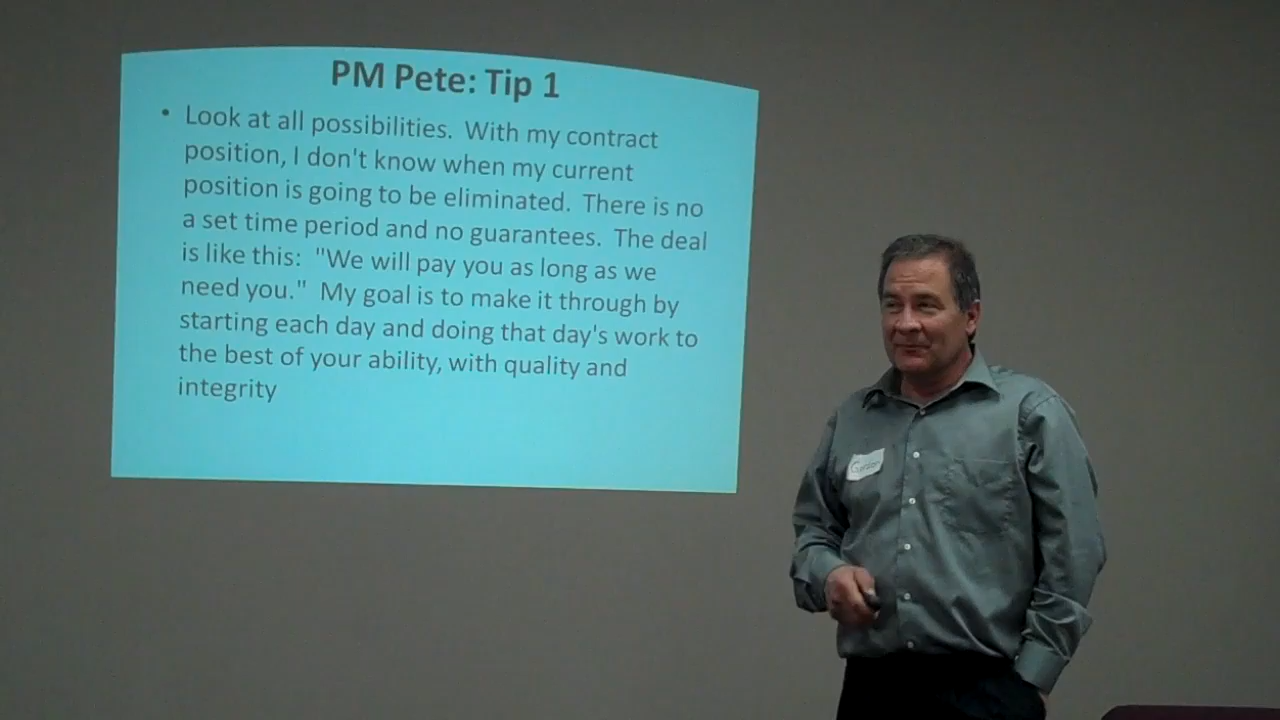 PM Pete: Tip 1
• Look at all possibilities.  With my contract
position, I don't know when my current
position is going to be eliminated.  There is no
a set time period and no guarantees.  The deal
is like this:  "We will pay you as long as we
need you."  My goal is to make it through by
starting each day and doing that day's work to
the best of your ability, with quality and
integrity
Gordon